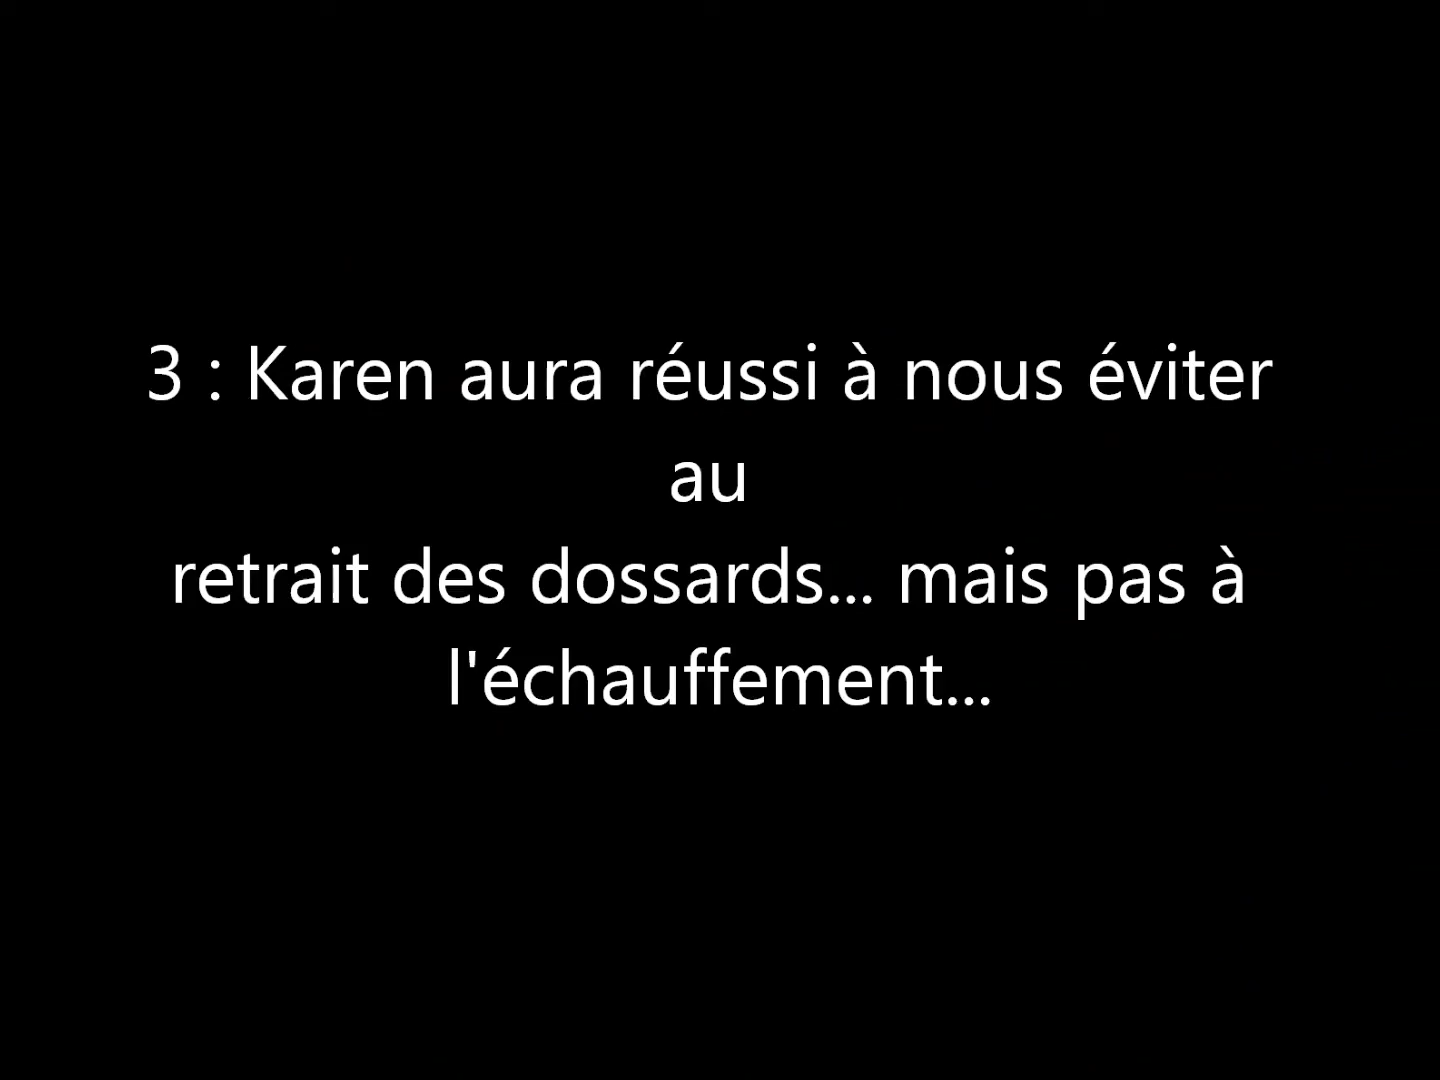 3 : Karen aura réussi à nous éviter
au
retrait des dossards... mais pas à
l'échauffement...